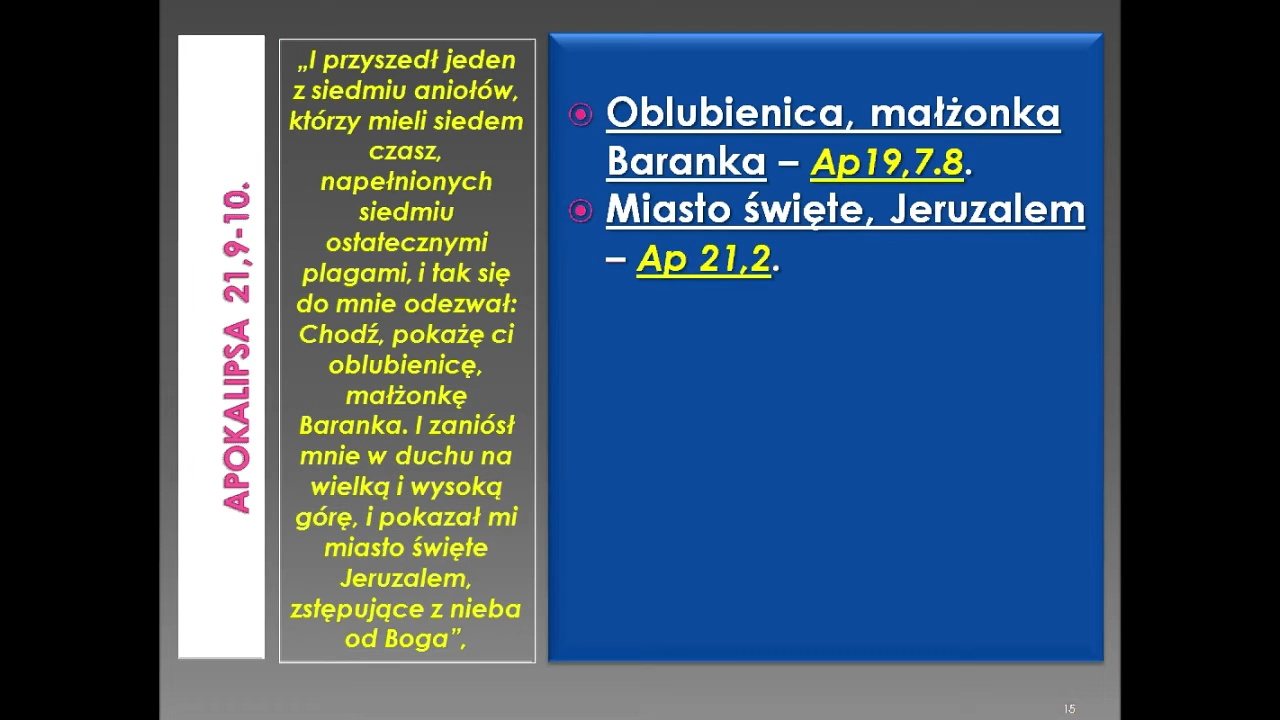 APOKALIPSA 21,9-10.
„I przyszedł jeden
z siedmiu aniołów,
którzy mieli siedem
czasz,
napełnionych
siedmiu
ostatecznymi
plagami, i tak się
do mnie odezwał:
Chodź, pokażę ci
oblubienicę,
małżonkę
Baranka. I zaniósł
mnie w duchu na
wielką i wysoką
górę, i pokazał mi
miasto święte
Jeruzalem,
zstępujące z nieba
od Boga”,
Oblubienica, małżonka
Baranka – Ap19,7.8.
Miasto święte, Jeruzalem
– Ap 21,2.
15